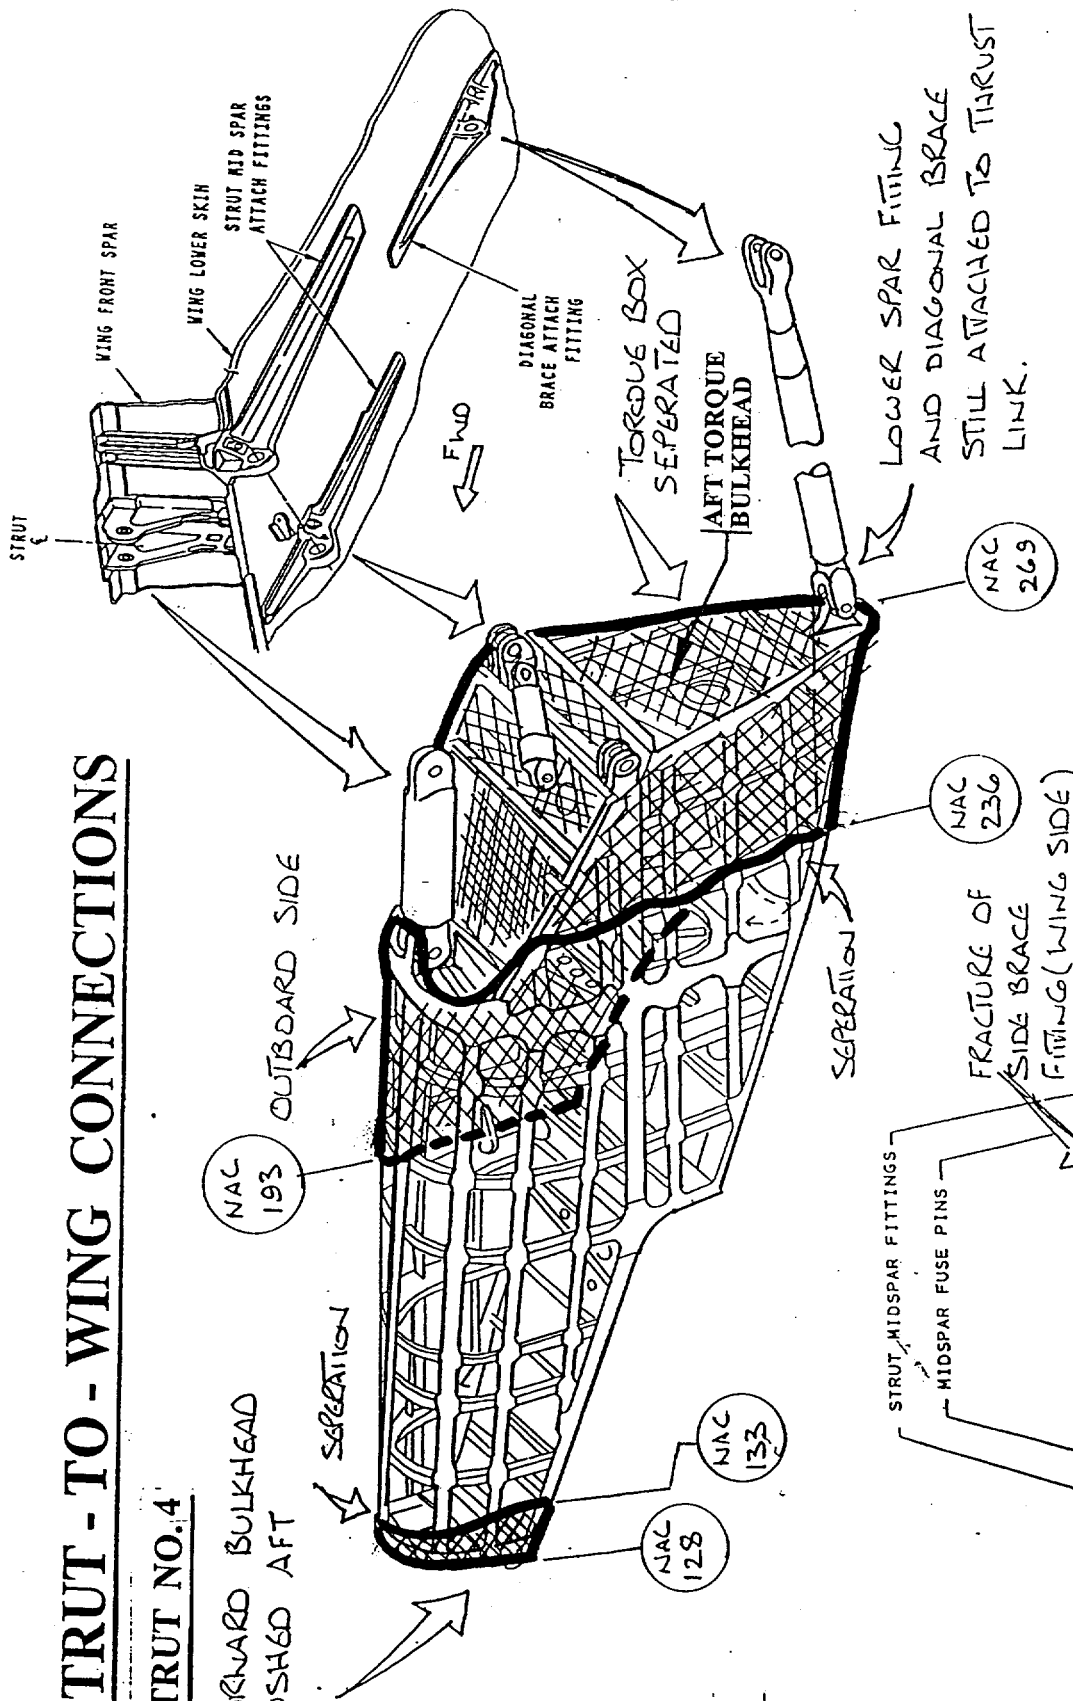 TRUT - TO - WING CONNECTIONS
TRUT NO.4
RWARD BULKHEAD
SHED AFT
SEPERATION
NAC
193
OUTBOARD SIDE
STRUT
℄
WING FRONT SPAR
WING LOWER SKIN
STRUT MID SPAR
ATTACH FITTINGS
DIAGONAL
BRACE ATTACH
FITTING
FWD
TORQUE BOX
SEPERATED
AFT TORQUE
BULKHEAD
LOWER SPAR FITTING
AND DIAGONAL BRACE
STILL ATTACHED TO THRUST
LINK.
NAC
269
NAC
236
SEPERATION
NAC
133
NAC
128
FRACTURE OF
SIDE BRACE
FITTING (WING SIDE)
STRUT MIDSPAR FITTINGS
MIDSPAR FUSE PINS